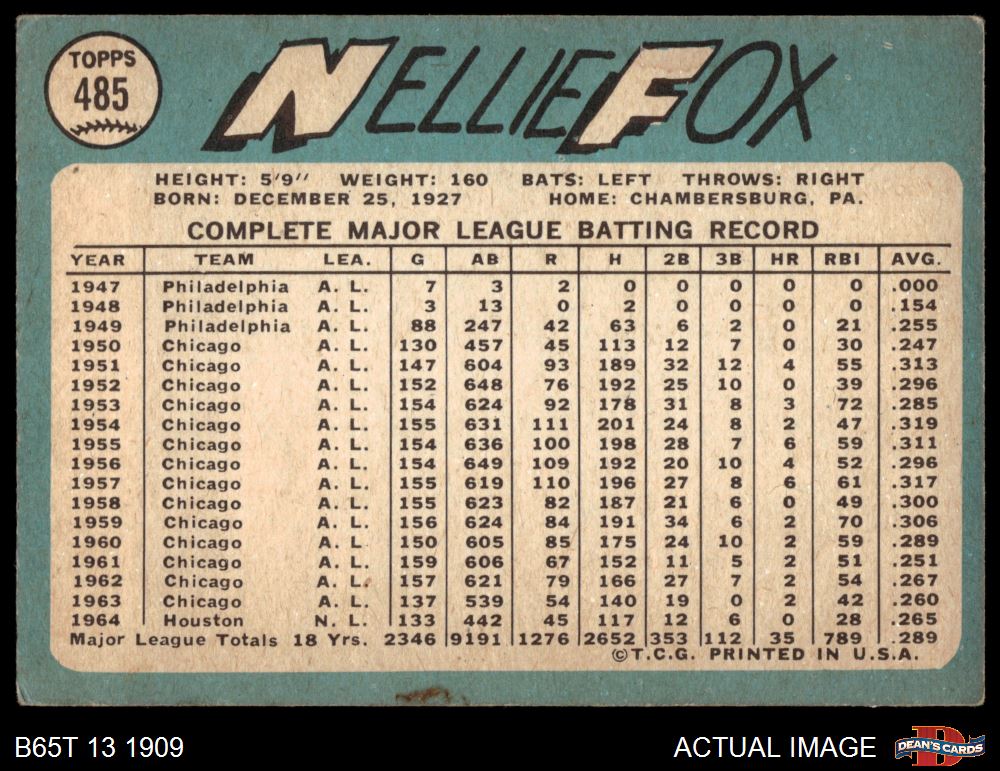 TOPPS
485
NELLIE FOX
HEIGHT: 5'9" WEIGHT: 160 BATS: LEFT THROWS: RIGHT
BORN: DECEMBER 25, 1927 HOME: CHAMBERSBURG, PA.
COMPLETE MAJOR LEAGUE BATTING RECORD
YEAR TEAM LEA. G AB R H 2B 3B HR RBI AVG.
1947 Philadelphia A. L. 7 3 2 0 0 0 0 0 .000
1948 Philadelphia A. L. 3 13 0 2 0 0 0 0 .154
1949 Philadelphia A. L. 88 247 42 63 6 2 0 21 .255
1950 Chicago A. L. 130 457 45 113 12 7 0 30 .247
1951 Chicago A. L. 147 604 93 189 32 12 4 55 .313
1952 Chicago A. L. 152 648 76 192 25 10 0 39 .296
1953 Chicago A. L. 154 624 92 178 31 8 3 72 .285
1954 Chicago A. L. 155 631 111 201 24 8 2 47 .319
1955 Chicago A. L. 154 636 100 198 28 7 6 59 .311
1956 Chicago A. L. 154 649 109 192 20 10 4 52 .296
1957 Chicago A. L. 155 619 110 196 27 8 6 61 .317
1958 Chicago A. L. 155 623 82 187 21 6 0 49 .300
1959 Chicago A. L. 156 624 84 191 34 6 2 70 .306
1960 Chicago A. L. 150 605 85 175 24 10 2 59 .289
1961 Chicago A. L. 159 606 67 152 11 5 2 51 .251
1962 Chicago A. L. 157 621 79 166 27 7 2 54 .267
1963 Chicago A. L. 137 539 54 140 19 0 2 42 .260
1964 Houston N. L. 133 442 45 117 12 6 0 28 .265
Major League Totals 18 Yrs. 2346 9191 1276 2652 353 112 35 789 .289
©T.C.G. PRINTED IN U.S.A.
B65T 13 1909
ACTUAL IMAGE
DEAN'S CARDS